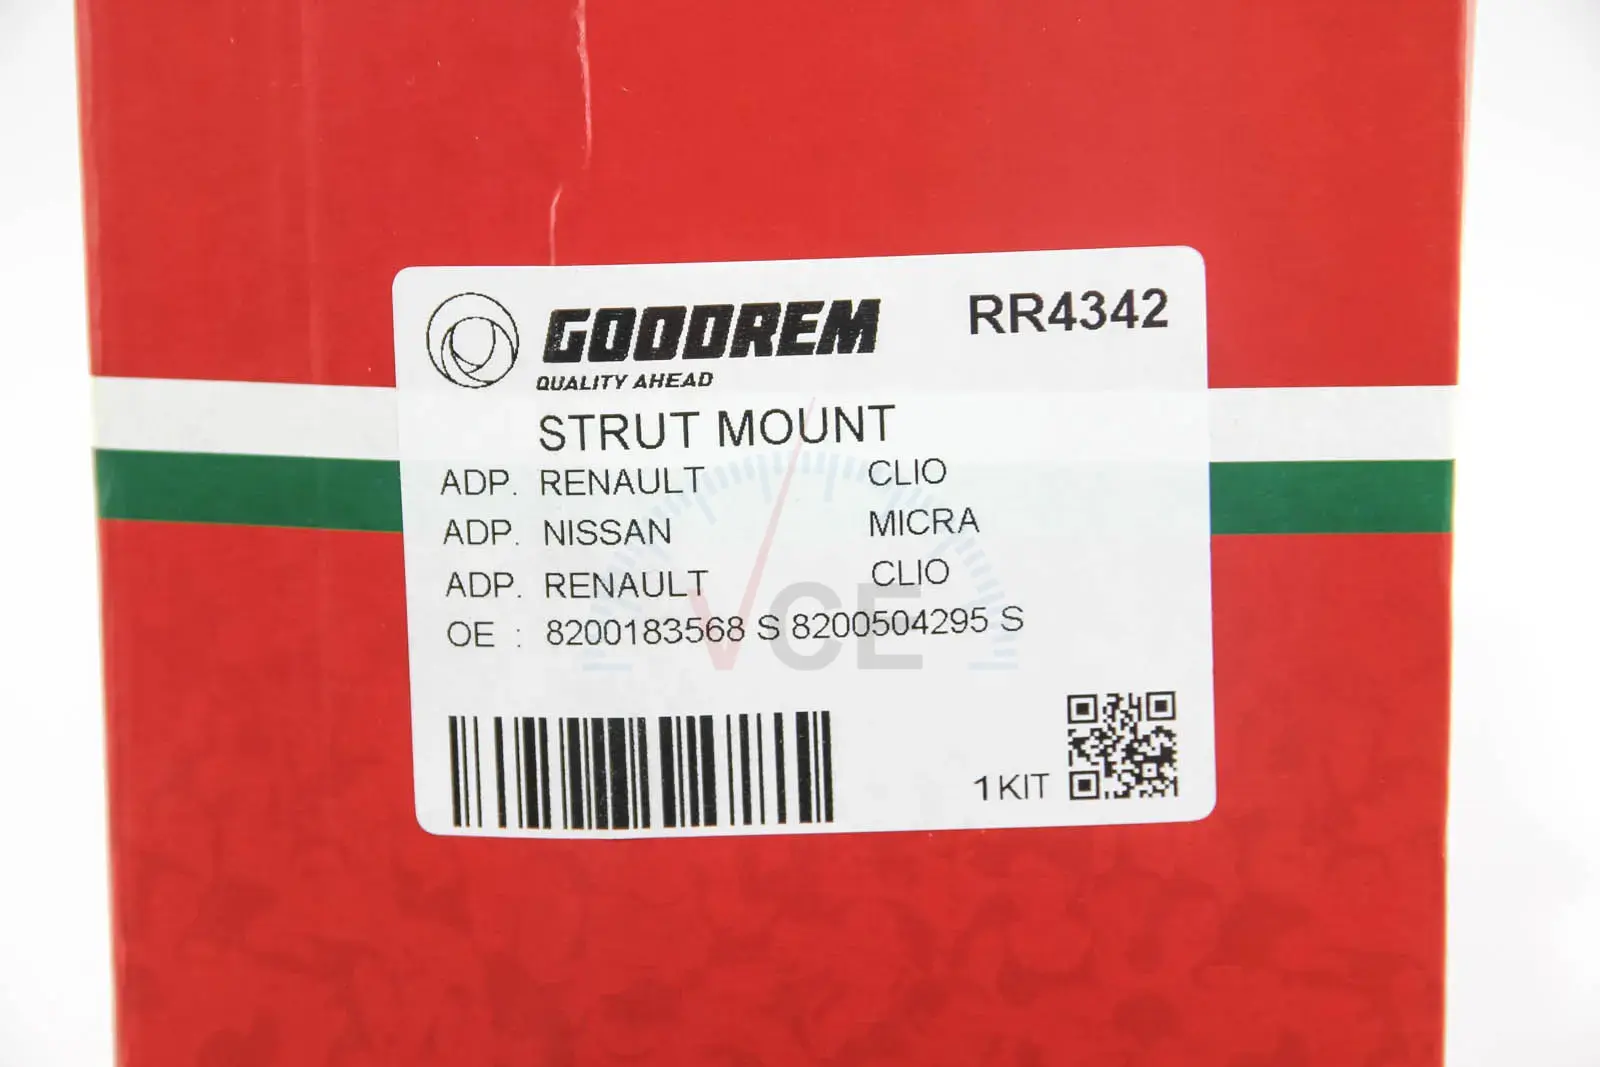 GOODREM RR4342
QUALITY AHEAD
STRUT MOUNT
ADP. RENAULT CLIO
ADP. NISSAN MICRA
ADP. RENAULT CLIO
OE : 8200183568 S 8200504295 S
VCE
1 KIT